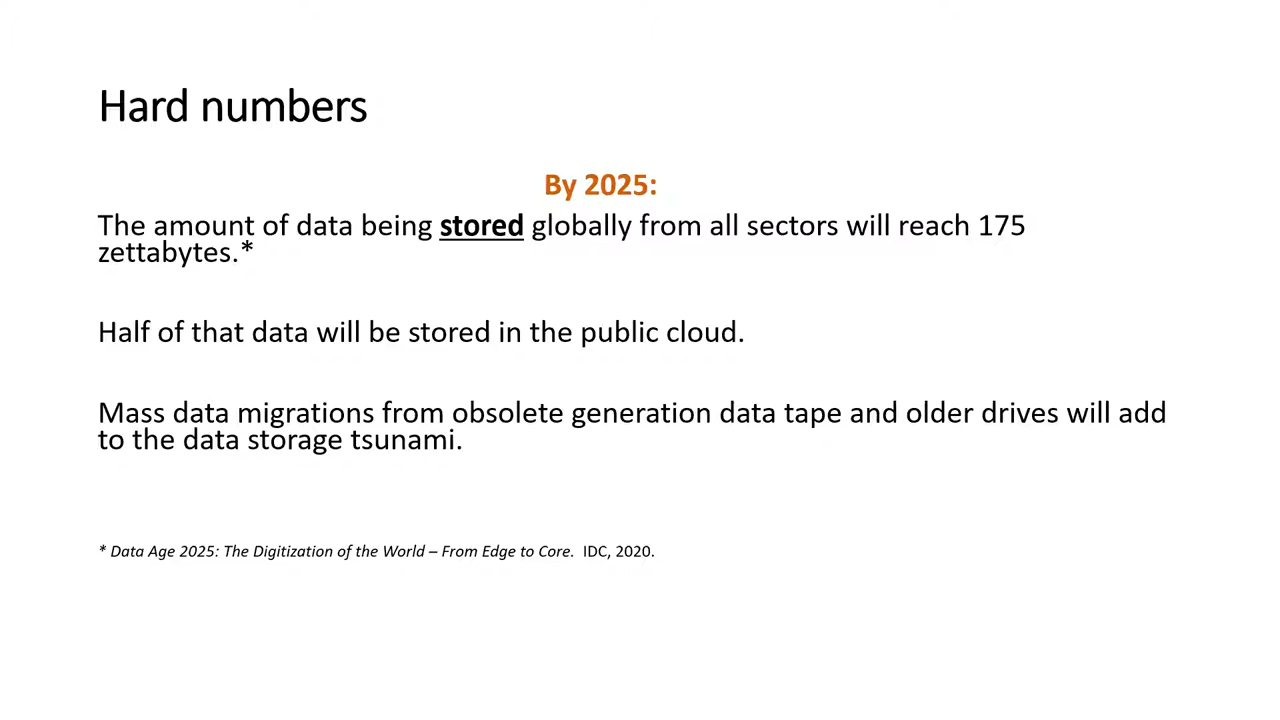 Hard numbers
By 2025:
The amount of data being stored globally from all sectors will reach 175
zettabytes.*
Half of that data will be stored in the public cloud.
Mass data migrations from obsolete generation data tape and older drives will add
to the data storage tsunami.
* Data Age 2025: The Digitization of the World – From Edge to Core.  IDC, 2020.